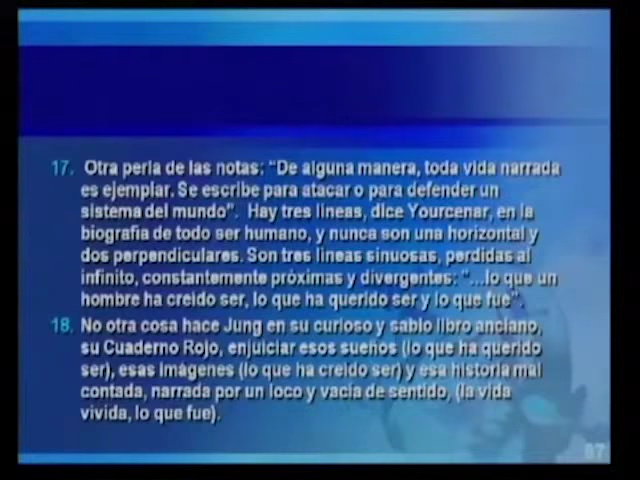 17. Otra perla de las notas: "De alguna manera, toda vida narrada
es ejemplar. Se escribe para atacar o para defender un
sistema del mundo". Hay tres líneas, dice Yourcenar, en la
biografía de todo ser humano, y nunca son una horizontal y
dos perpendiculares. Son tres líneas sinuosas, perdidas al
infinito, constantemente próximas y divergentes: "...lo que un
hombre ha creído ser, lo que ha querido ser y lo que fue".
18. No otra cosa hace Jung en su curioso y sabio libro anciano,
su Cuaderno Rojo, enjuiciar esos sueños (lo que ha querido
ser), esas imágenes (lo que ha creído ser) y esa historia mal
contada, narrada por un loco y vacía de sentido, (la vida
vivida, lo que fue).
87